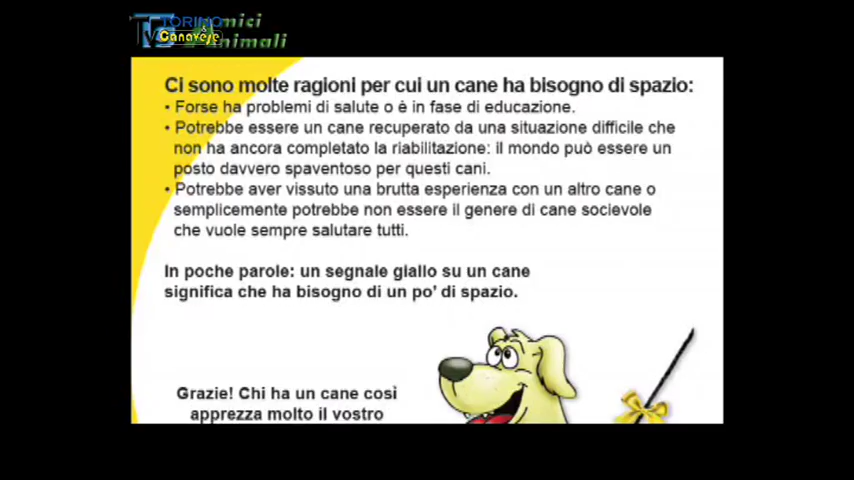 TORINO
& Amici
Canavese
Animali
Ci sono molte ragioni per cui un cane ha bisogno di spazio:
• Forse ha problemi di salute o è in fase di educazione.
• Potrebbe essere un cane recuperato da una situazione difficile che
non ha ancora completato la riabilitazione: il mondo può essere un
posto davvero spaventoso per questi cani.
• Potrebbe aver vissuto una brutta esperienza con un altro cane o
semplicemente potrebbe non essere il genere di cane socievole
che vuole sempre salutare tutti.
In poche parole: un segnale giallo su un cane
significa che ha bisogno di un po' di spazio.
Grazie! Chi ha un cane così
apprezza molto il vostro